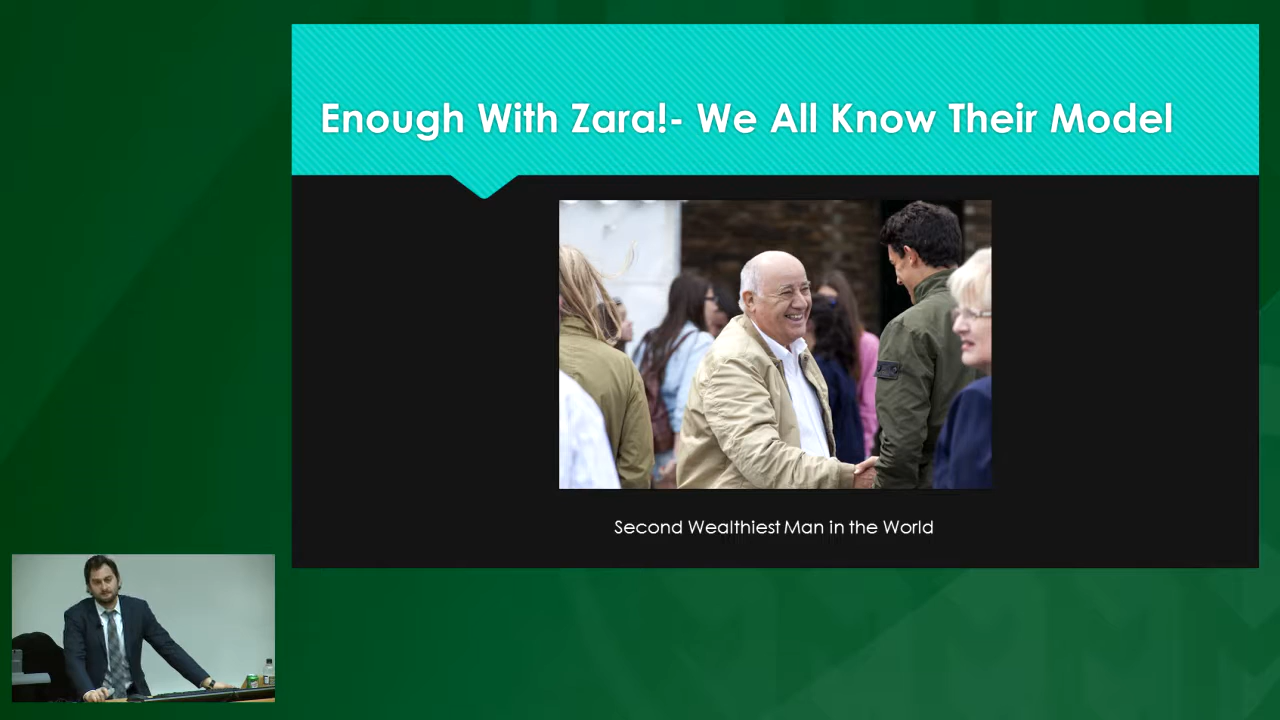 Enough With Zara!- We All Know Their Model
Second Wealthiest Man in the World